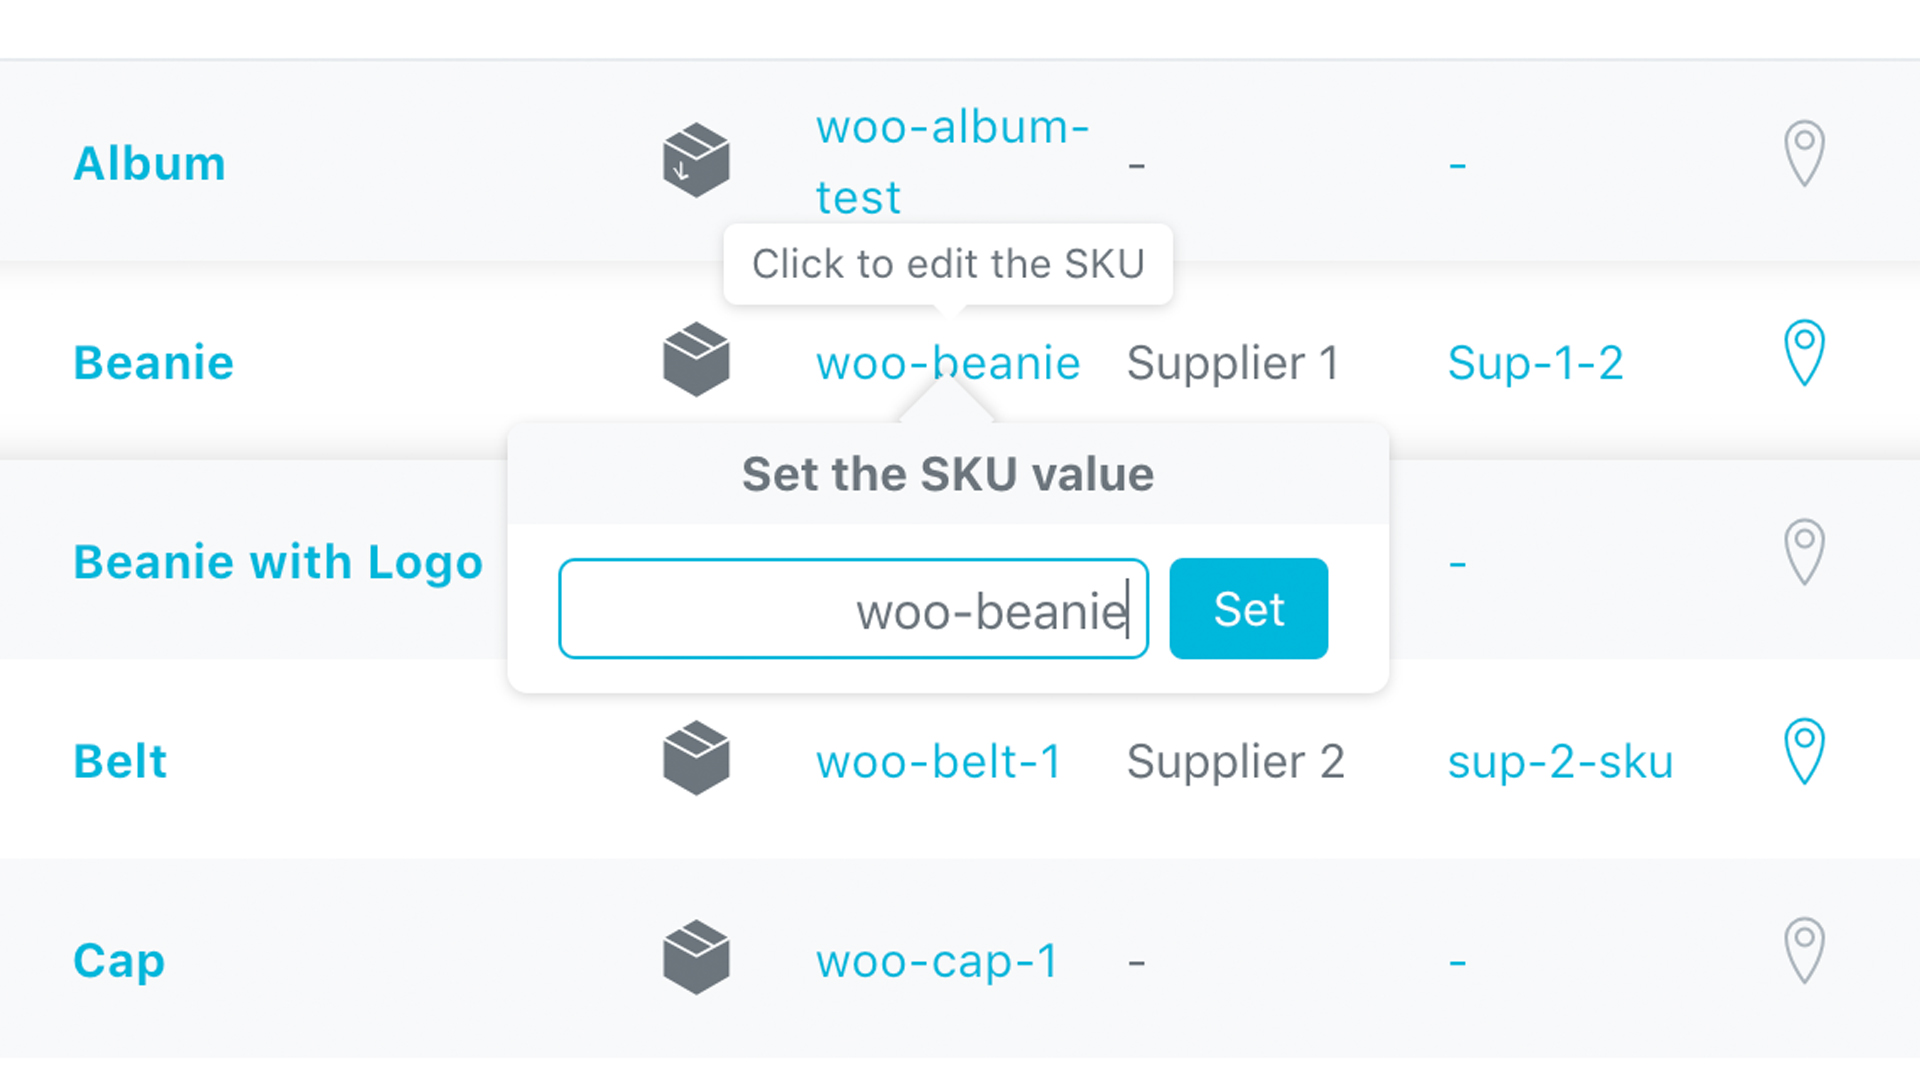 Album woo-album-test - -
Click to edit the SKU
Beanie woo-beanie Supplier 1 Sup-1-2
Set the SKU value
Beanie with Logo -
woo-beanie Set
Belt woo-belt-1 Supplier 2 sup-2-sku
Cap woo-cap-1 - -